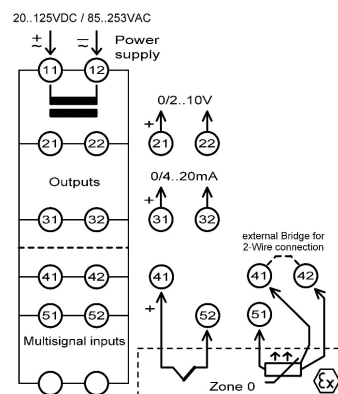 20..125VDC / 85..253VAC
± ~ – ~ Power supply
11 12
0/2..10V
21 22 + 21 22
Outputs
0/4..20mA
31 32 + 31 32
external Bridge for
2-Wire connection
41 42 41 41 42
51 52 + 52 51
Multisignal inputs
Zone 0
Ex